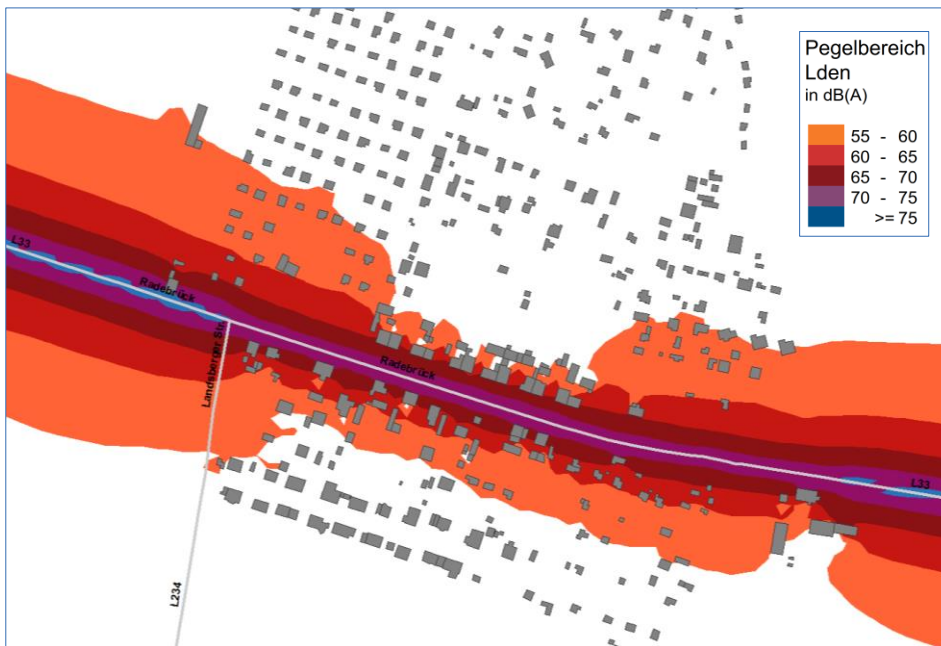 Pegelbereich
Lden
in dB(A)
55 - 60
60 - 65
65 - 70
70 - 75
>= 75
L33
Radebrück
Landsberger Str.
Radebrück
L33
L234